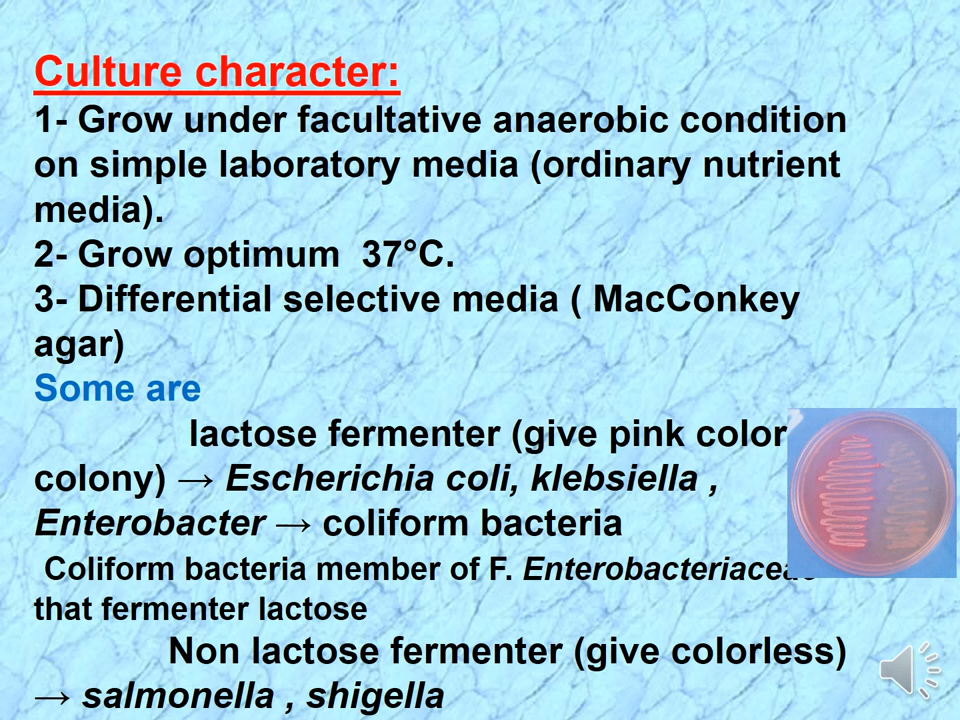 Culture character:
1- Grow under facultative anaerobic condition
on simple laboratory media (ordinary nutrient
media).
2- Grow optimum 37°C.
3- Differential selective media ( MacConkey
agar)
Some are
lactose fermenter (give pink color
colony) → Escherichia coli, klebsiella ,
Enterobacter → coliform bacteria
Coliform bacteria member of F. Enterobacteriaceae
that fermenter lactose
Non lactose fermenter (give colorless)
→ salmonella , shigella